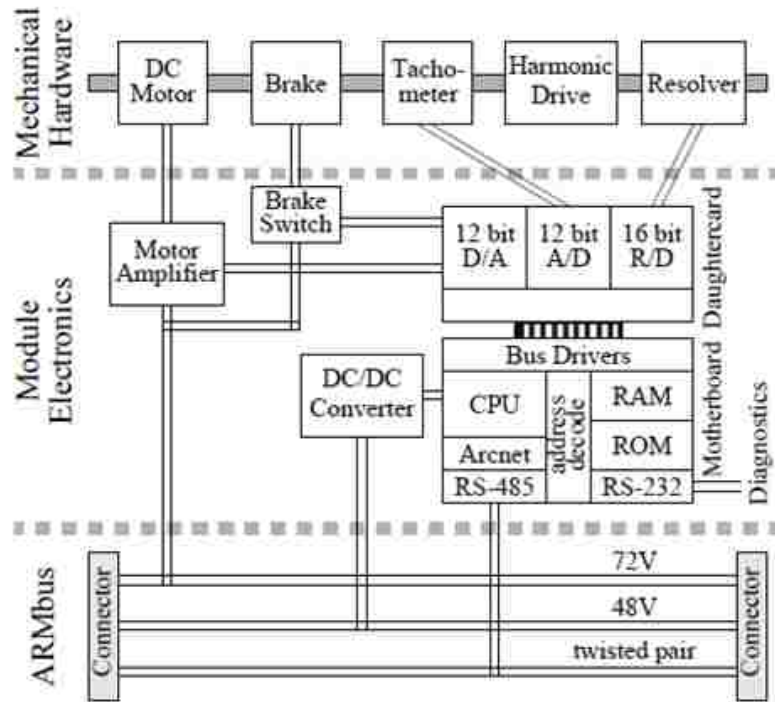 Mechanical
Hardware
DC
Motor
Brake
Tacho-
meter
Harmonic
Drive
Resolver
Module
Electronics
Brake
Switch
Motor
Amplifier
12 bit
D/A
12 bit
A/D
16 bit
R/D
Daughtercard
Bus Drivers
DC/DC
Converter
CPU
Arcnet
RS-485
address
decode
RAM
ROM
RS-232
Motherboard
Diagnostics
ARMbus
Connector
72V
48V
twisted pair
Connector